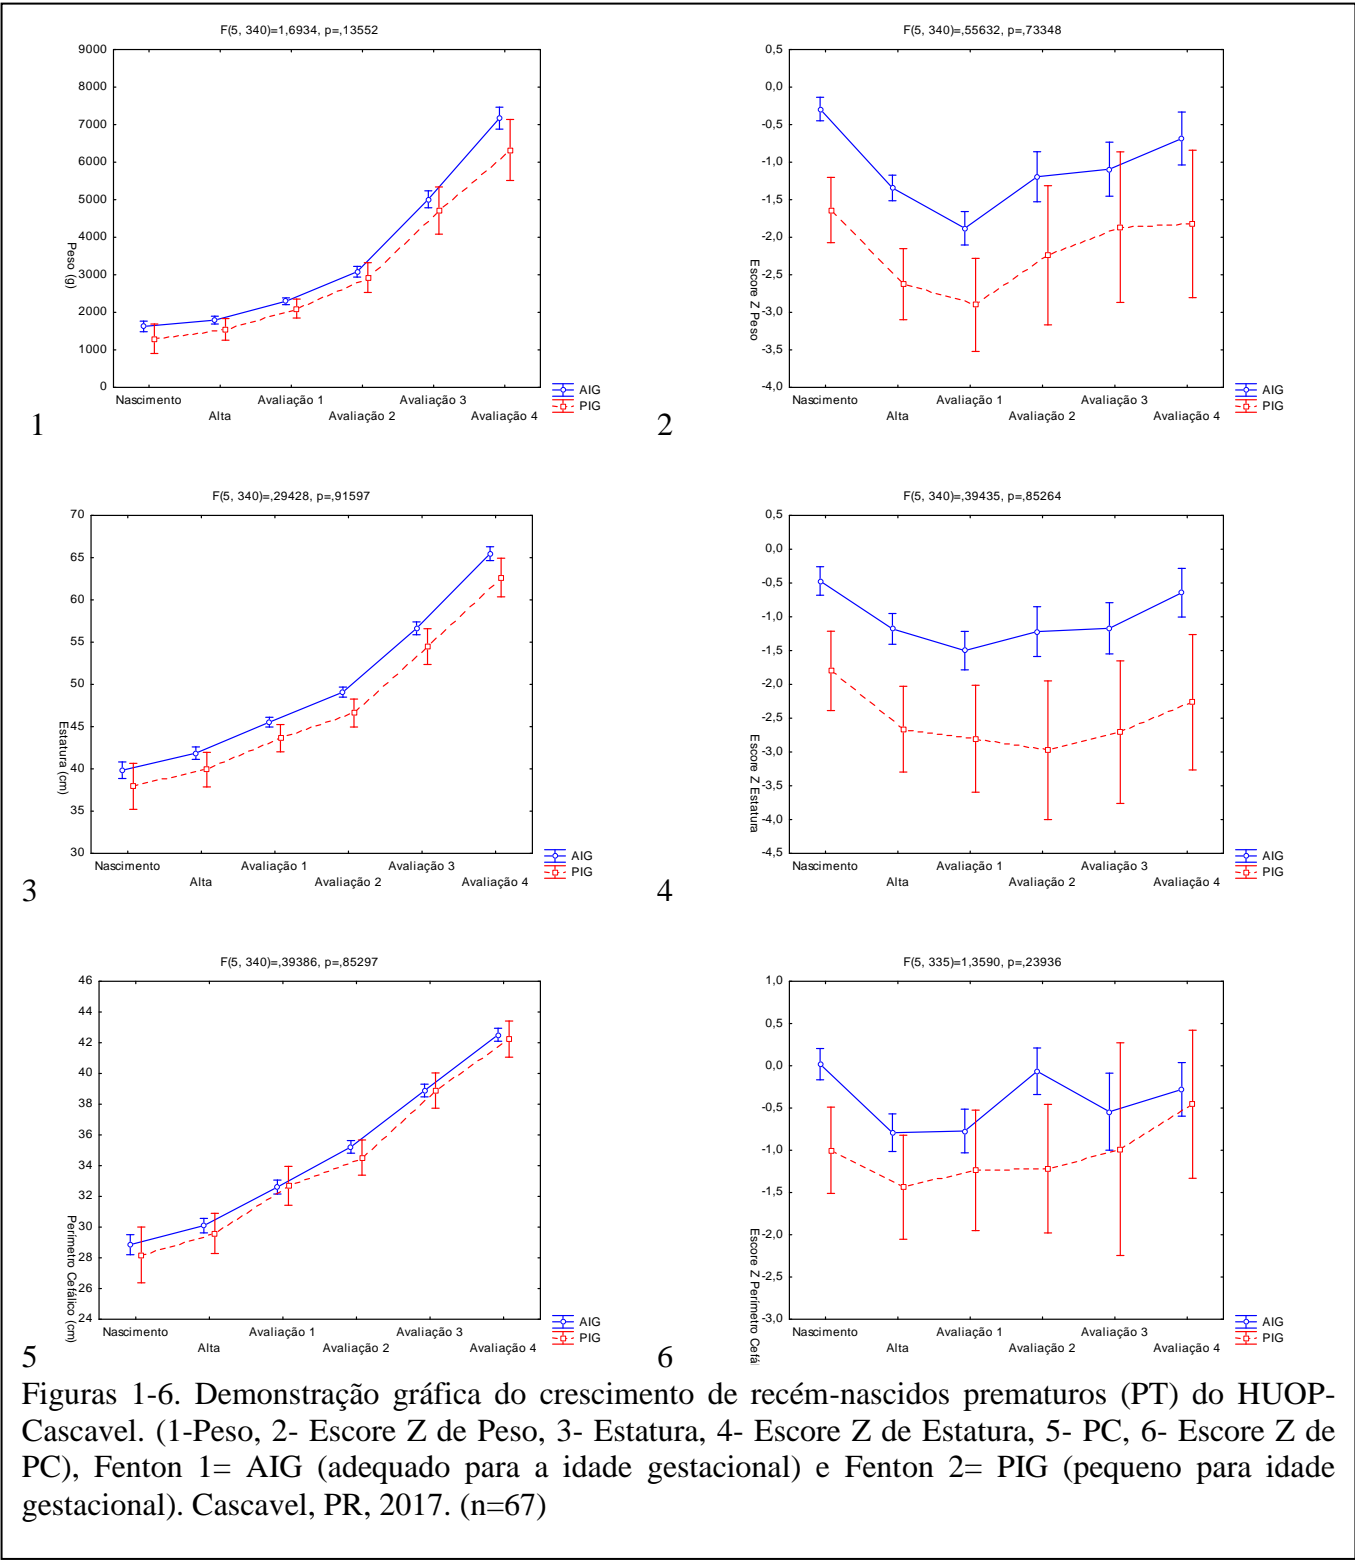 F(5, 340)=1,6934, p=,13552
9000
8000
7000
6000
5000
4000
3000
2000
1000
0
Peso (g)
Nascimento
Alta
Avaliação 1
Avaliação 2
Avaliação 3
Avaliação 4
AIG
PIG
1
F(5, 340)=,55632, p=,73348
0,5
0,0
-0,5
-1,0
-1,5
-2,0
-2,5
-3,0
-3,5
-4,0
Escore Z Peso
Nascimento
Alta
Avaliação 1
Avaliação 2
Avaliação 3
Avaliação 4
AIG
PIG
2
F(5, 340)=,29428, p=,91597
70
65
60
55
50
45
40
35
30
Estatura (cm)
Nascimento
Alta
Avaliação 1
Avaliação 2
Avaliação 3
Avaliação 4
AIG
PIG
3
F(5, 340)=,39435, p=,85264
0,5
0,0
-0,5
-1,0
-1,5
-2,0
-2,5
-3,0
-3,5
-4,0
-4,5
Escore Z Estatura
Nascimento
Alta
Avaliação 1
Avaliação 2
Avaliação 3
Avaliação 4
AIG
PIG
4
F(5, 340)=,39386, p=,85297
46
44
42
40
38
36
34
32
30
28
26
24
Perímetro Cefálico (cm)
Nascimento
Alta
Avaliação 1
Avaliação 2
Avaliação 3
Avaliação 4
AIG
PIG
5
F(5, 335)=1,3590, p=,23936
1,0
0,5
0,0
-0,5
-1,0
-1,5
-2,0
-2,5
-3,0
Escore Z Perímetro Cefál
Nascimento
Alta
Avaliação 1
Avaliação 2
Avaliação 3
Avaliação 4
AIG
PIG
6
Figuras 1-6. Demonstração gráfica do crescimento de recém-nascidos prematuros (PT) do HUOP-
Cascavel. (1-Peso, 2- Escore Z de Peso, 3- Estatura, 4- Escore Z de Estatura, 5- PC, 6- Escore Z de
PC), Fenton 1= AIG (adequado para a idade gestacional) e Fenton 2= PIG (pequeno para idade
gestacional). Cascavel, PR, 2017. (n=67)